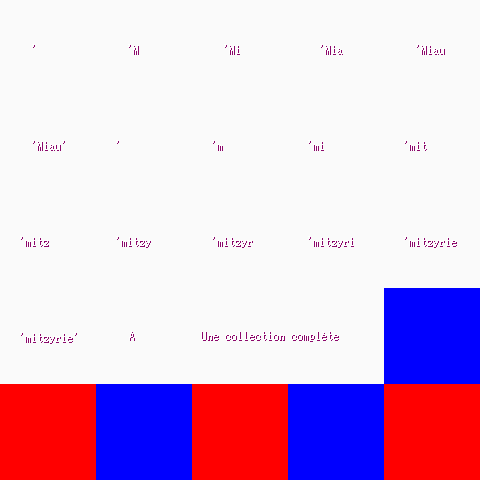 ' 'M 'Mi 'Mia 'Miau
'Miau' ' 'm 'mi 'mit
'mitz 'mitzy 'mitzyr 'mitzyri 'mitzyrie
'mitzyrie' A Une collection complète